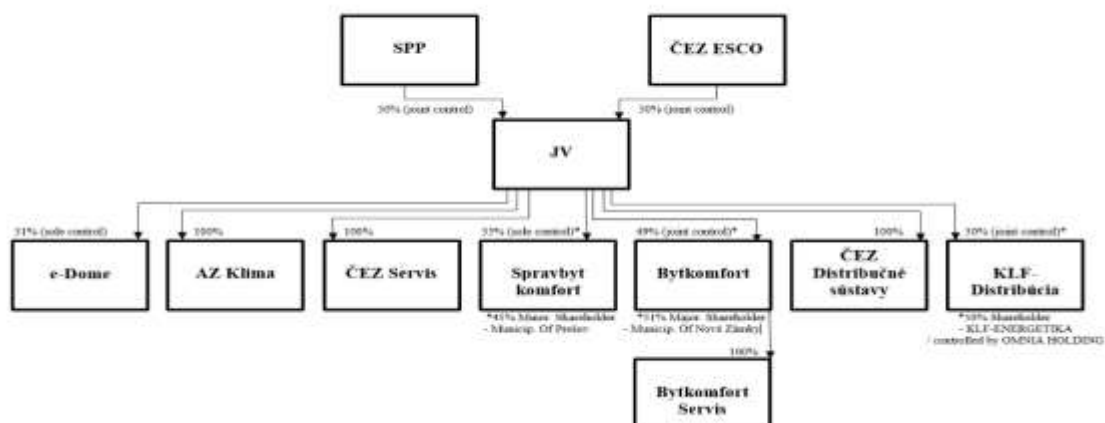 SPP
ČEZ ESCO
50% (joint control)
50% (joint control)
JV
51% (sole control)
100%
100%
55% (sole control)*
49% (joint control)*
100%
50% (joint control)*
e-Dome
AZ Klima
ČEZ Servis
Spravbyt
komfort
Bytkomfort
ČEZ
Distribučné
sústavy
KLF-
Distribúcia
*45% Minor. Shareholder
- Municip. Of Prešov
*51% Major. Shareholder
- Municip. Of Nové Zámky
*50% Shareholder
- KLF-ENERGETIKA
/ controlled by OMNIA HOLDING
100%
Bytkomfort
Servis